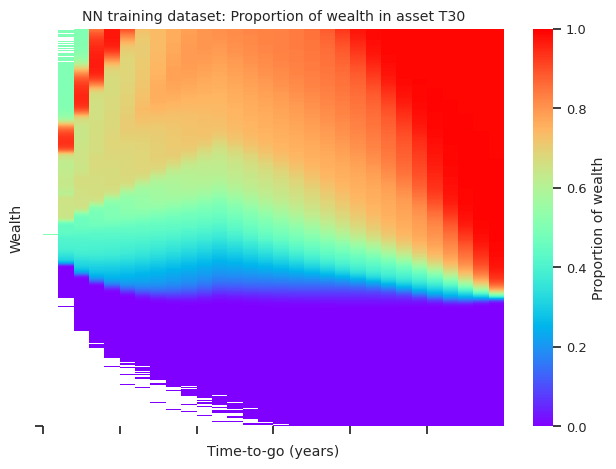 NN training dataset: Proportion of wealth in asset T30
Wealth
Time-to-go (years)
1.0
0.8
0.6
0.4
0.2
0.0
Proportion of wealth